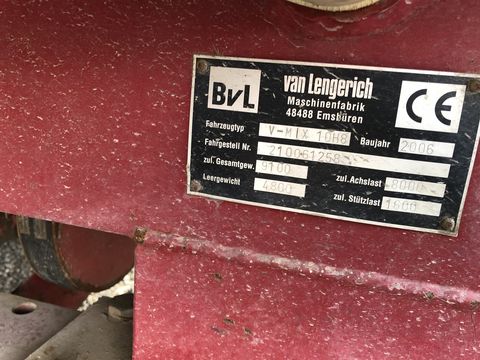 BvL
van Lengerich
Maschinenfabrik
48488 Emsbüren
CE
Fahrzeugtyp V-MIX 10H8 Baujahr 2006
Fahrgestell Nr. 210061258
zul. Gesamtgew. 9100 zul. Achslast 8000
Leergewicht 4800 zul. Stützlast 1600